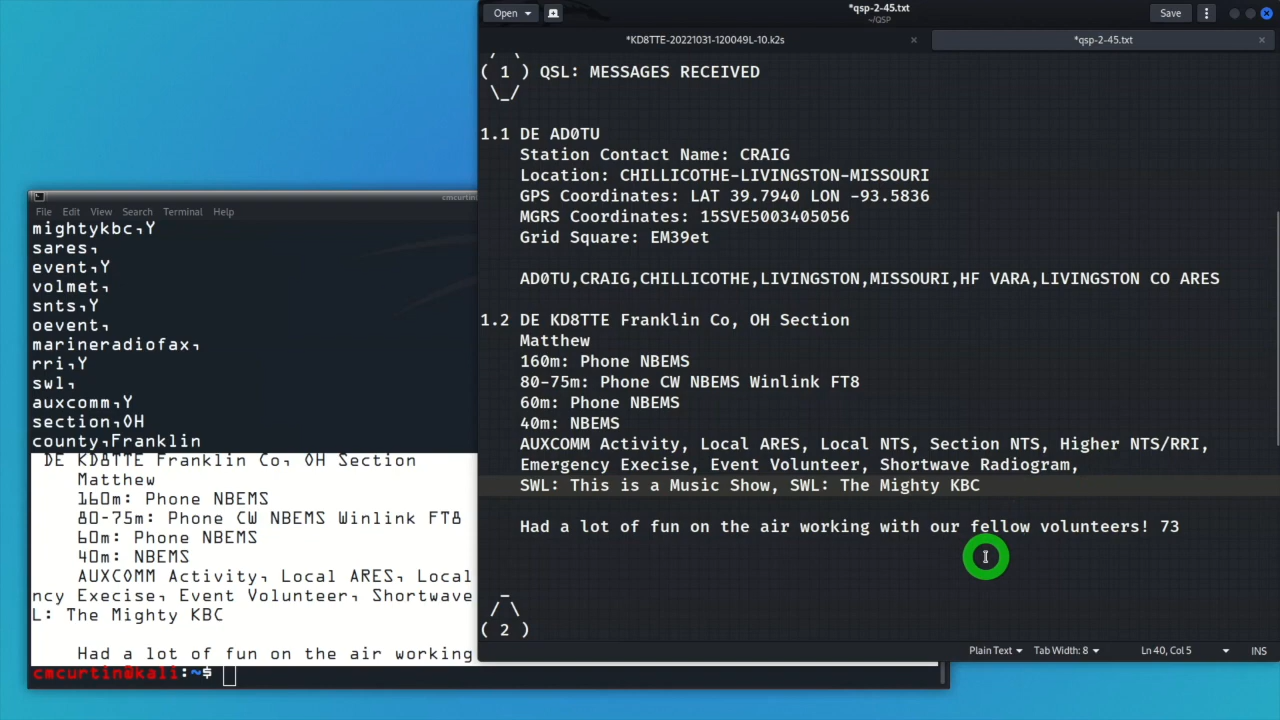 Open
*qsp-2-45.txt
~/QSP
Save
*KD8TTE-20221031-120049L-10.k2s
*qsp-2-45.txt
/ \
( 1 ) QSL: MESSAGES RECEIVED
\_/
1.1 DE AD0TU
Station Contact Name: CRAIG
Location: CHILLICOTHE-LIVINGSTON-MISSOURI
GPS Coordinates: LAT 39.7940 LON -93.5836
MGRS Coordinates: 15SVE5003405056
Grid Square: EM39et
AD0TU,CRAIG,CHILLICOTHE,LIVINGSTON,MISSOURI,HF VARA,LIVINGSTON CO ARES
1.2 DE KD8TTE Franklin Co, OH Section
Matthew
160m: Phone NBEMS
80-75m: Phone CW NBEMS Winlink FT8
60m: Phone NBEMS
40m: NBEMS
AUXCOMM Activity, Local ARES, Local NTS, Section NTS, Higher NTS/RRI,
Emergency Execise, Event Volunteer, Shortwave Radiogram,
SWL: This is a Music Show, SWL: The Mighty KBC
Had a lot of fun on the air working with our fellow volunteers! 73
_
/ \
( 2 )
Plain Text Tab Width: 8 Ln 40, Col 5 INS
cmcurtin
File Edit View Search Terminal Help
mightykbc,Y
sares,
event,Y
volmet,
snts,Y
oevent,
marineradiofax,
rri,Y
swl,
auxcomm,Y
section,OH
county,Franklin
DE KD8TTE Franklin Co, OH Section
Matthew
160m: Phone NBEMS
80-75m: Phone CW NBEMS Winlink FT8
60m: Phone NBEMS
40m: NBEMS
AUXCOMM Activity, Local ARES, Local
ncy Execise, Event Volunteer, Shortwave
L: The Mighty KBC
Had a lot of fun on the air working
cmcurtin@kali:~$